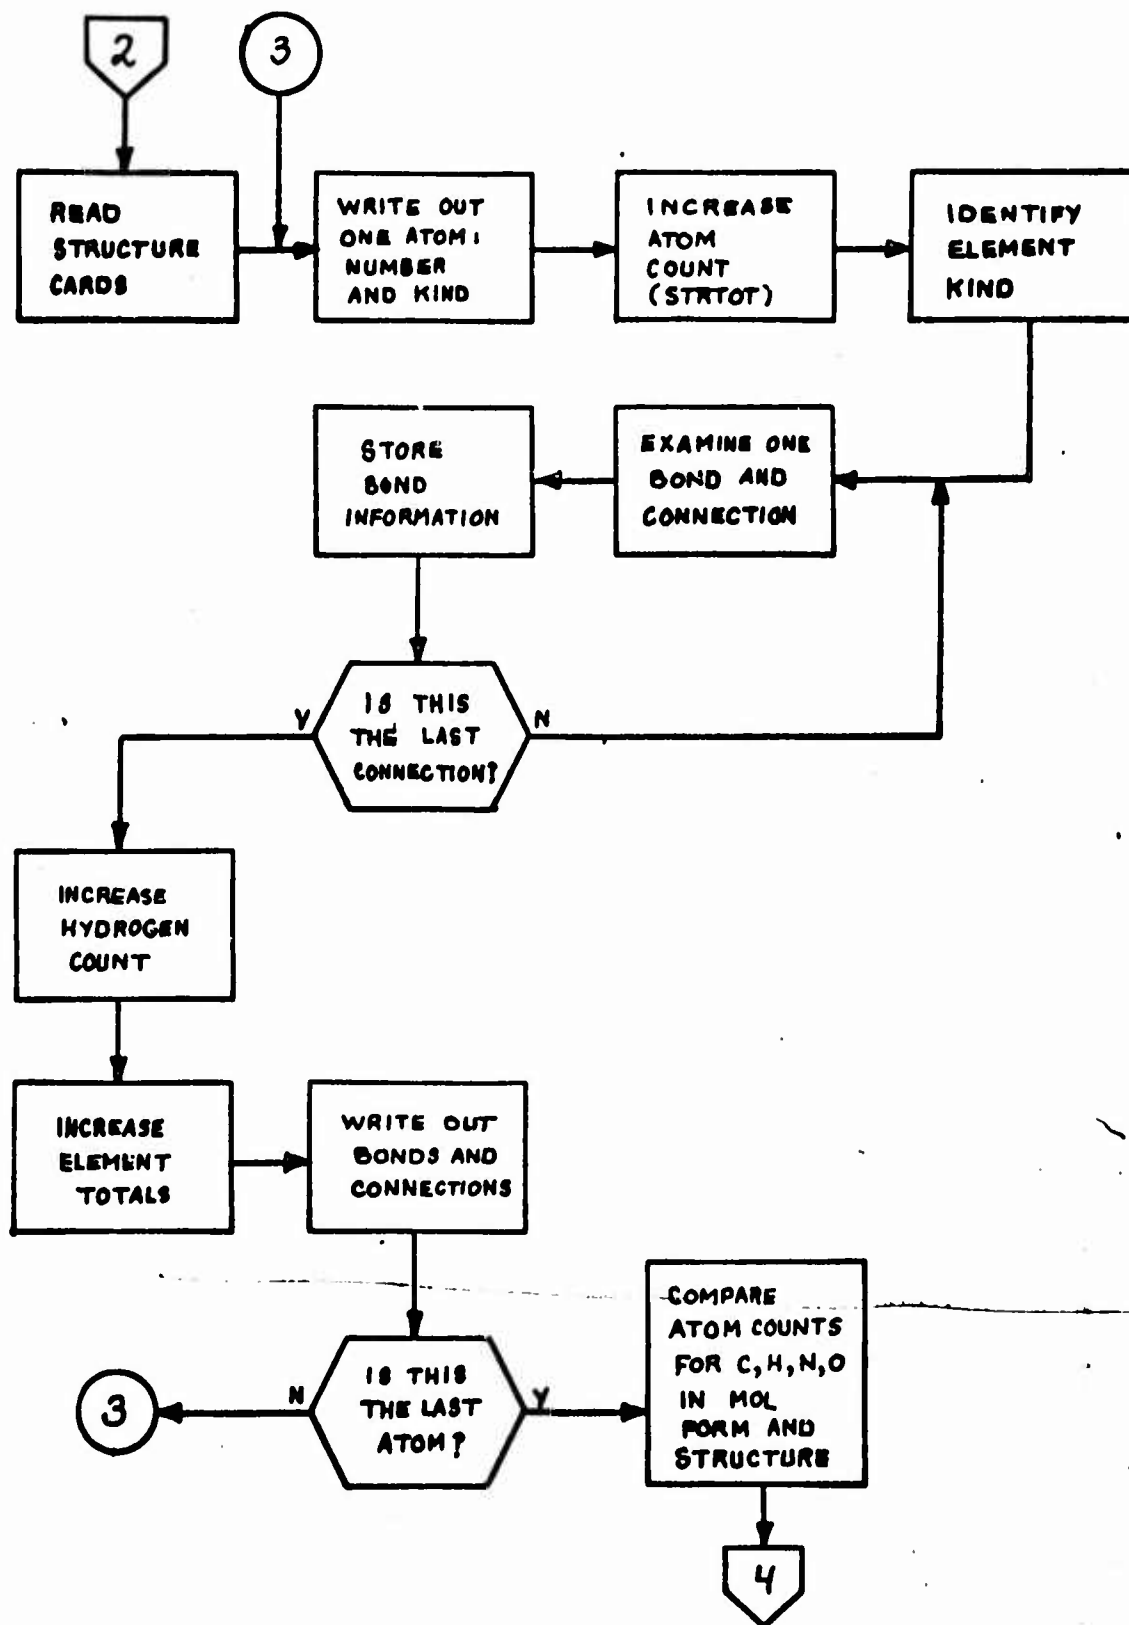 2
3
READ
STRUCTURE
CARDS
WRITE OUT
ONE ATOM:
NUMBER
AND KIND
INCREASE
ATOM
COUNT
(STRTOT)
IDENTIFY
ELEMENT
KIND
STORE
BOND
INFORMATION
EXAMINE ONE
BOND AND
CONNECTION
Y
IS THIS
THE LAST
CONNECTION?
N
INCREASE
HYDROGEN
COUNT
INCREASE
ELEMENT
TOTALS
WRITE OUT
BONDS AND
CONNECTIONS
3
N
IS THIS
THE LAST
ATOM?
Y
COMPARE
ATOM COUNTS
FOR C,H,N,O
IN MOL
FORM AND
STRUCTURE
4